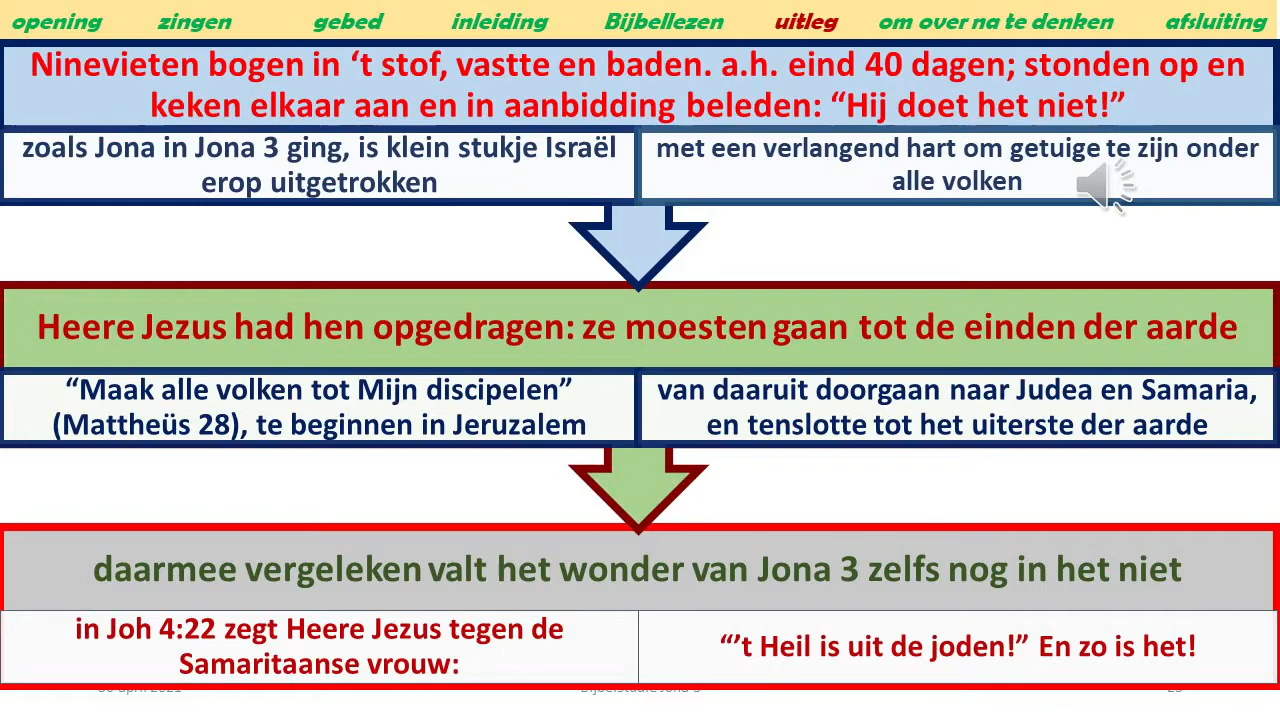 opening zingen gebed inleiding Bijbellezen uitleg om over na te denken afsluiting
Ninevieten bogen in ‘t stof, vastte en baden. a.h. eind 40 dagen; stonden op en
keken elkaar aan en in aanbidding beleden: “Hij doet het niet!”
zoals Jona in Jona 3 ging, is klein stukje Israël
erop uitgetrokken
met een verlangend hart om getuige te zijn onder
alle volken
Heere Jezus had hen opgedragen: ze moesten gaan tot de einden der aarde
“Maak alle volken tot Mijn discipelen”
(Mattheüs 28), te beginnen in Jeruzalem
van daaruit doorgaan naar Judea en Samaria,
en tenslotte tot het uiterste der aarde
daarmee vergeleken valt het wonder van Jona 3 zelfs nog in het niet
in Joh 4:22 zegt Heere Jezus tegen de
Samaritaanse vrouw:
“’t Heil is uit de joden!” En zo is het!